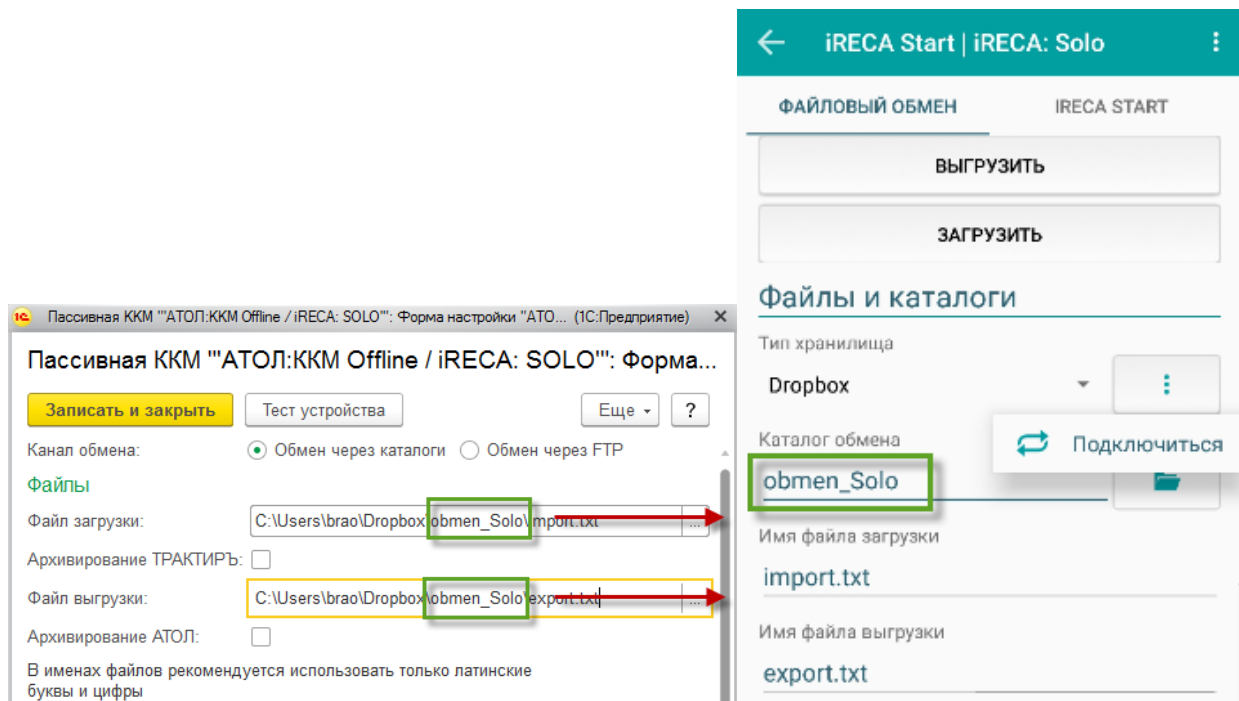 Пассивная ККМ "'АТОЛ:ККМ Offline / iRECA: SOLO'": Форма настройки "АТО... (1С:Предприятие)
Пассивная ККМ "'АТОЛ:ККМ Offline / iRECA: SOLO'": Форма...
Записать и закрыть
Тест устройства
Еще
?
Канал обмена:
Обмен через каталоги
Обмен через FTP
Файлы
Файл загрузки:
C:\Users\brao\Dropbox\obmen_Solo\import.txt
...
Архивирование ТРАКТИРЪ:
Файл выгрузки:
C:\Users\brao\Dropbox\obmen_Solo\export.txt
...
Архивирование АТОЛ:
В именах файлов рекомендуется использовать только латинские
буквы и цифры
iRECA Start | iRECA: Solo
ФАЙЛОВЫЙ ОБМЕН
IRECA START
ВЫГРУЗИТЬ
ЗАГРУЗИТЬ
Файлы и каталоги
Тип хранилища
Dropbox
Каталог обмена
Подключиться
obmen_Solo
Имя файла загрузки
import.txt
Имя файла выгрузки
export.txt